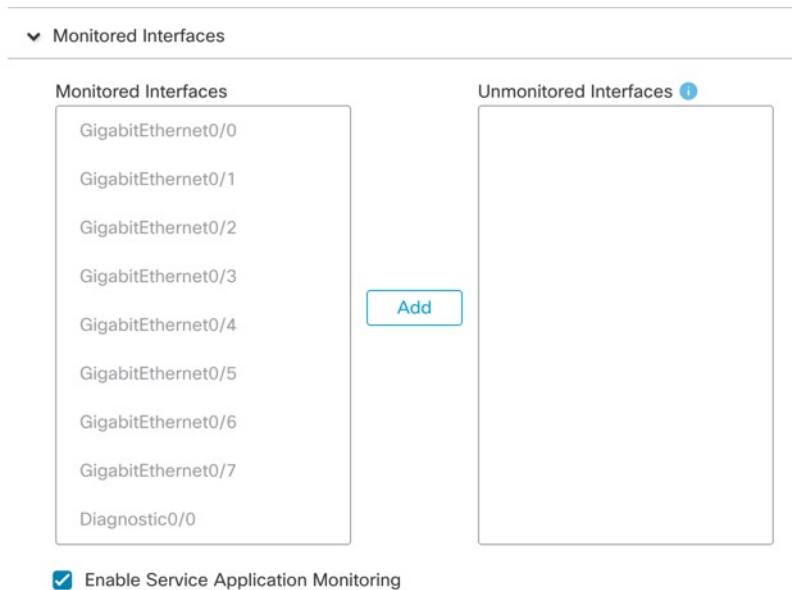 Monitored Interfaces
Monitored Interfaces
Unmonitored Interfaces i
GigabitEthernet0/0
GigabitEthernet0/1
GigabitEthernet0/2
GigabitEthernet0/3
GigabitEthernet0/4
GigabitEthernet0/5
GigabitEthernet0/6
GigabitEthernet0/7
Diagnostic0/0
Add
Enable Service Application Monitoring